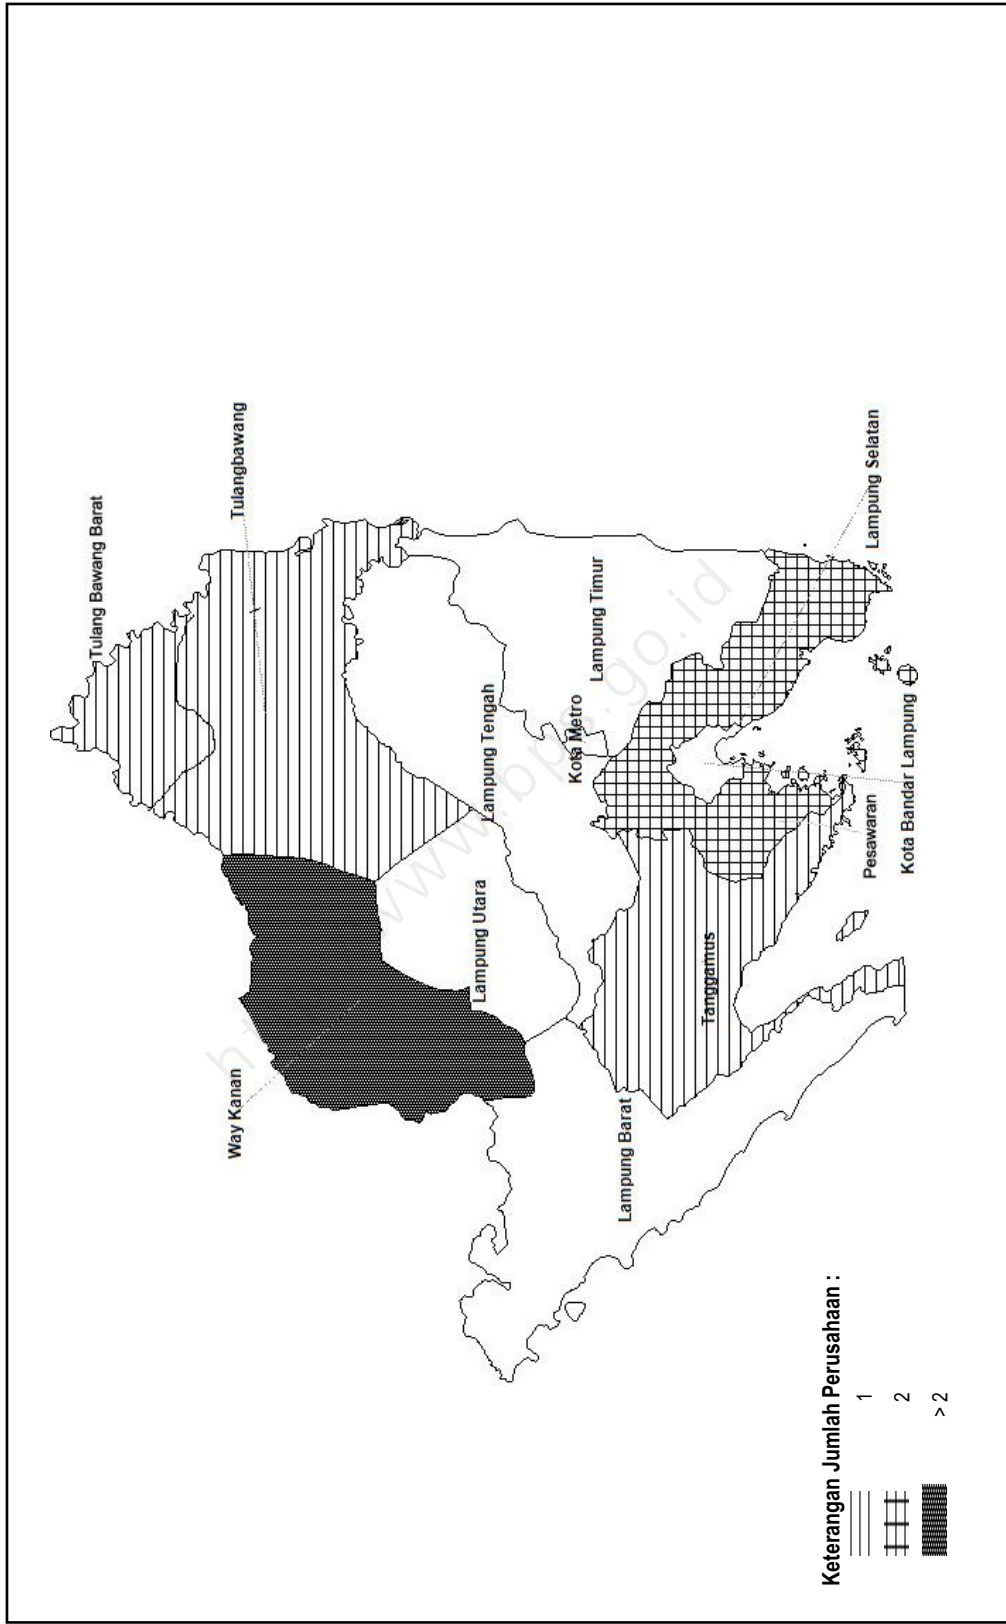 Tulang Bawang Barat
Tulangbawang
Way Kanan
Lampung Utara
Lampung Tengah
Kota Metro
Lampung Timur
Lampung Barat
Tanggamus
Pesawaran
Kota Bandar Lampung
Lampung Selatan
Keterangan Jumlah Perusahaan :
1
2
> 2